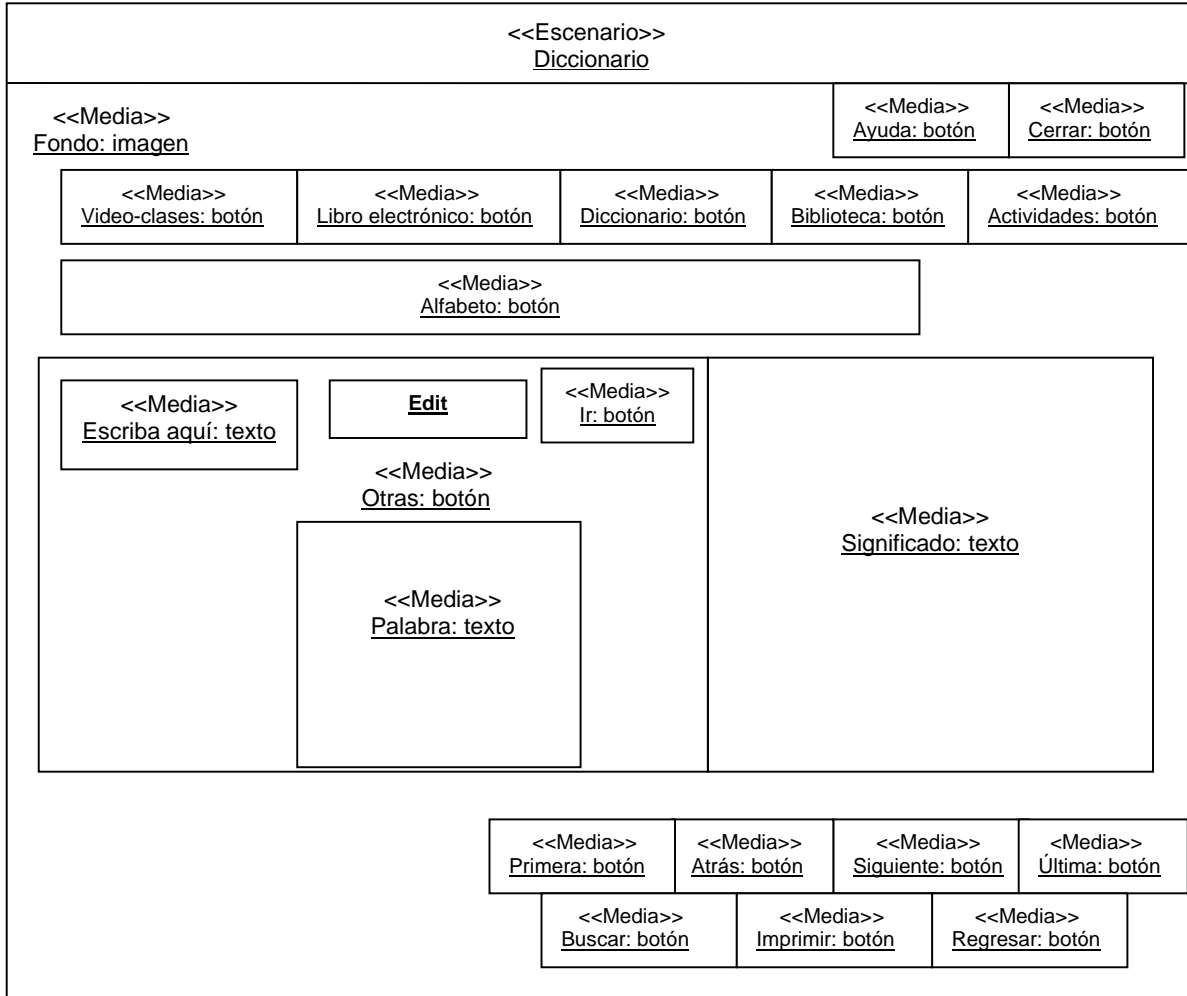 <<Escenario>>
Diccionario
<<Media>>
Fondo: imagen
<<Media>>
Ayuda: botón
<<Media>>
Cerrar: botón
<<Media>>
Video-clases: botón
<<Media>>
Libro electrónico: botón
<<Media>>
Diccionario: botón
<<Media>>
Biblioteca: botón
<<Media>>
Actividades: botón
<<Media>>
Alfabeto: botón
<<Media>>
Escriba aquí: texto
Edit
<<Media>>
Ir: botón
<<Media>>
Otras: botón
<<Media>>
Palabra: texto
<<Media>>
Significado: texto
<<Media>>
Primera: botón
<<Media>>
Atrás: botón
<<Media>>
Siguiente: botón
<Media>>
Última: botón
<<Media>>
Buscar: botón
<<Media>>
Imprimir: botón
<<Media>>
Regresar: botón